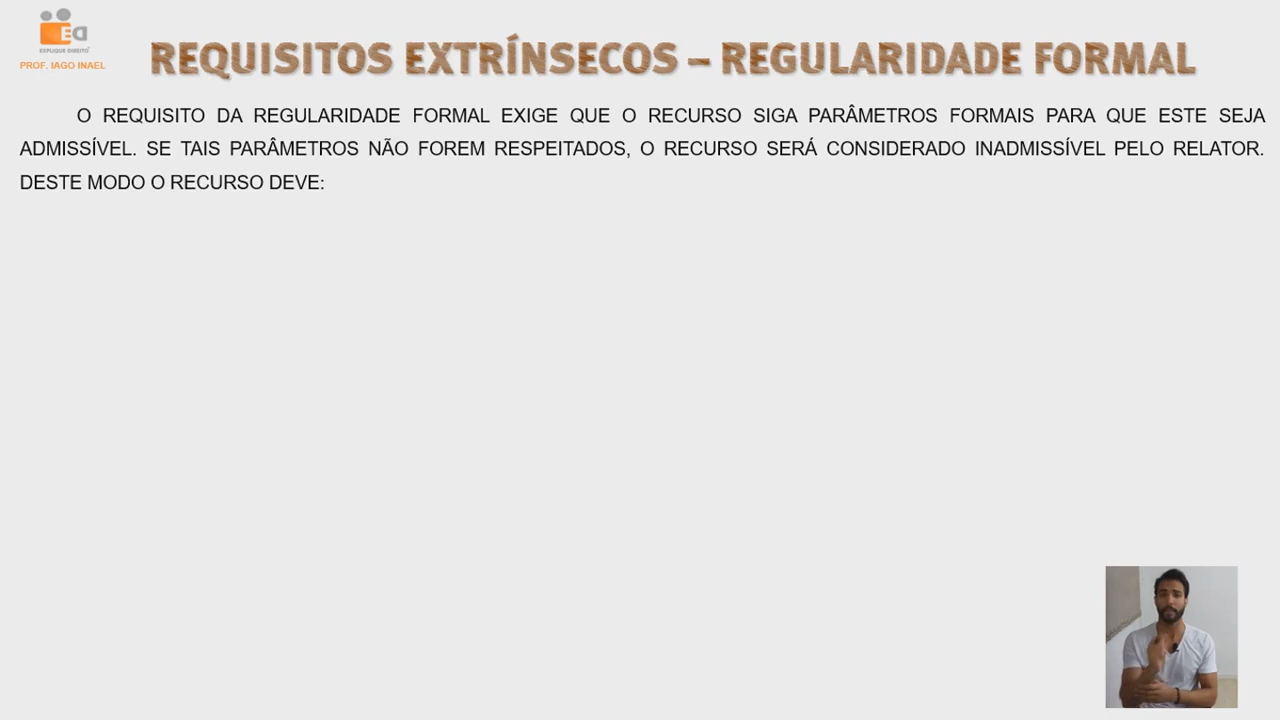 ED
EXPLIQUE DIREITO
PROF. IAGO INAEL
REQUISITOS EXTRÍNSECOS – REGULARIDADE FORMAL
O REQUISITO DA REGULARIDADE FORMAL EXIGE QUE O RECURSO SIGA PARÂMETROS FORMAIS PARA QUE ESTE SEJA
ADMISSÍVEL. SE TAIS PARÂMETROS NÃO FOREM RESPEITADOS, O RECURSO SERÁ CONSIDERADO INADMISSÍVEL PELO RELATOR.
DESTE MODO O RECURSO DEVE: